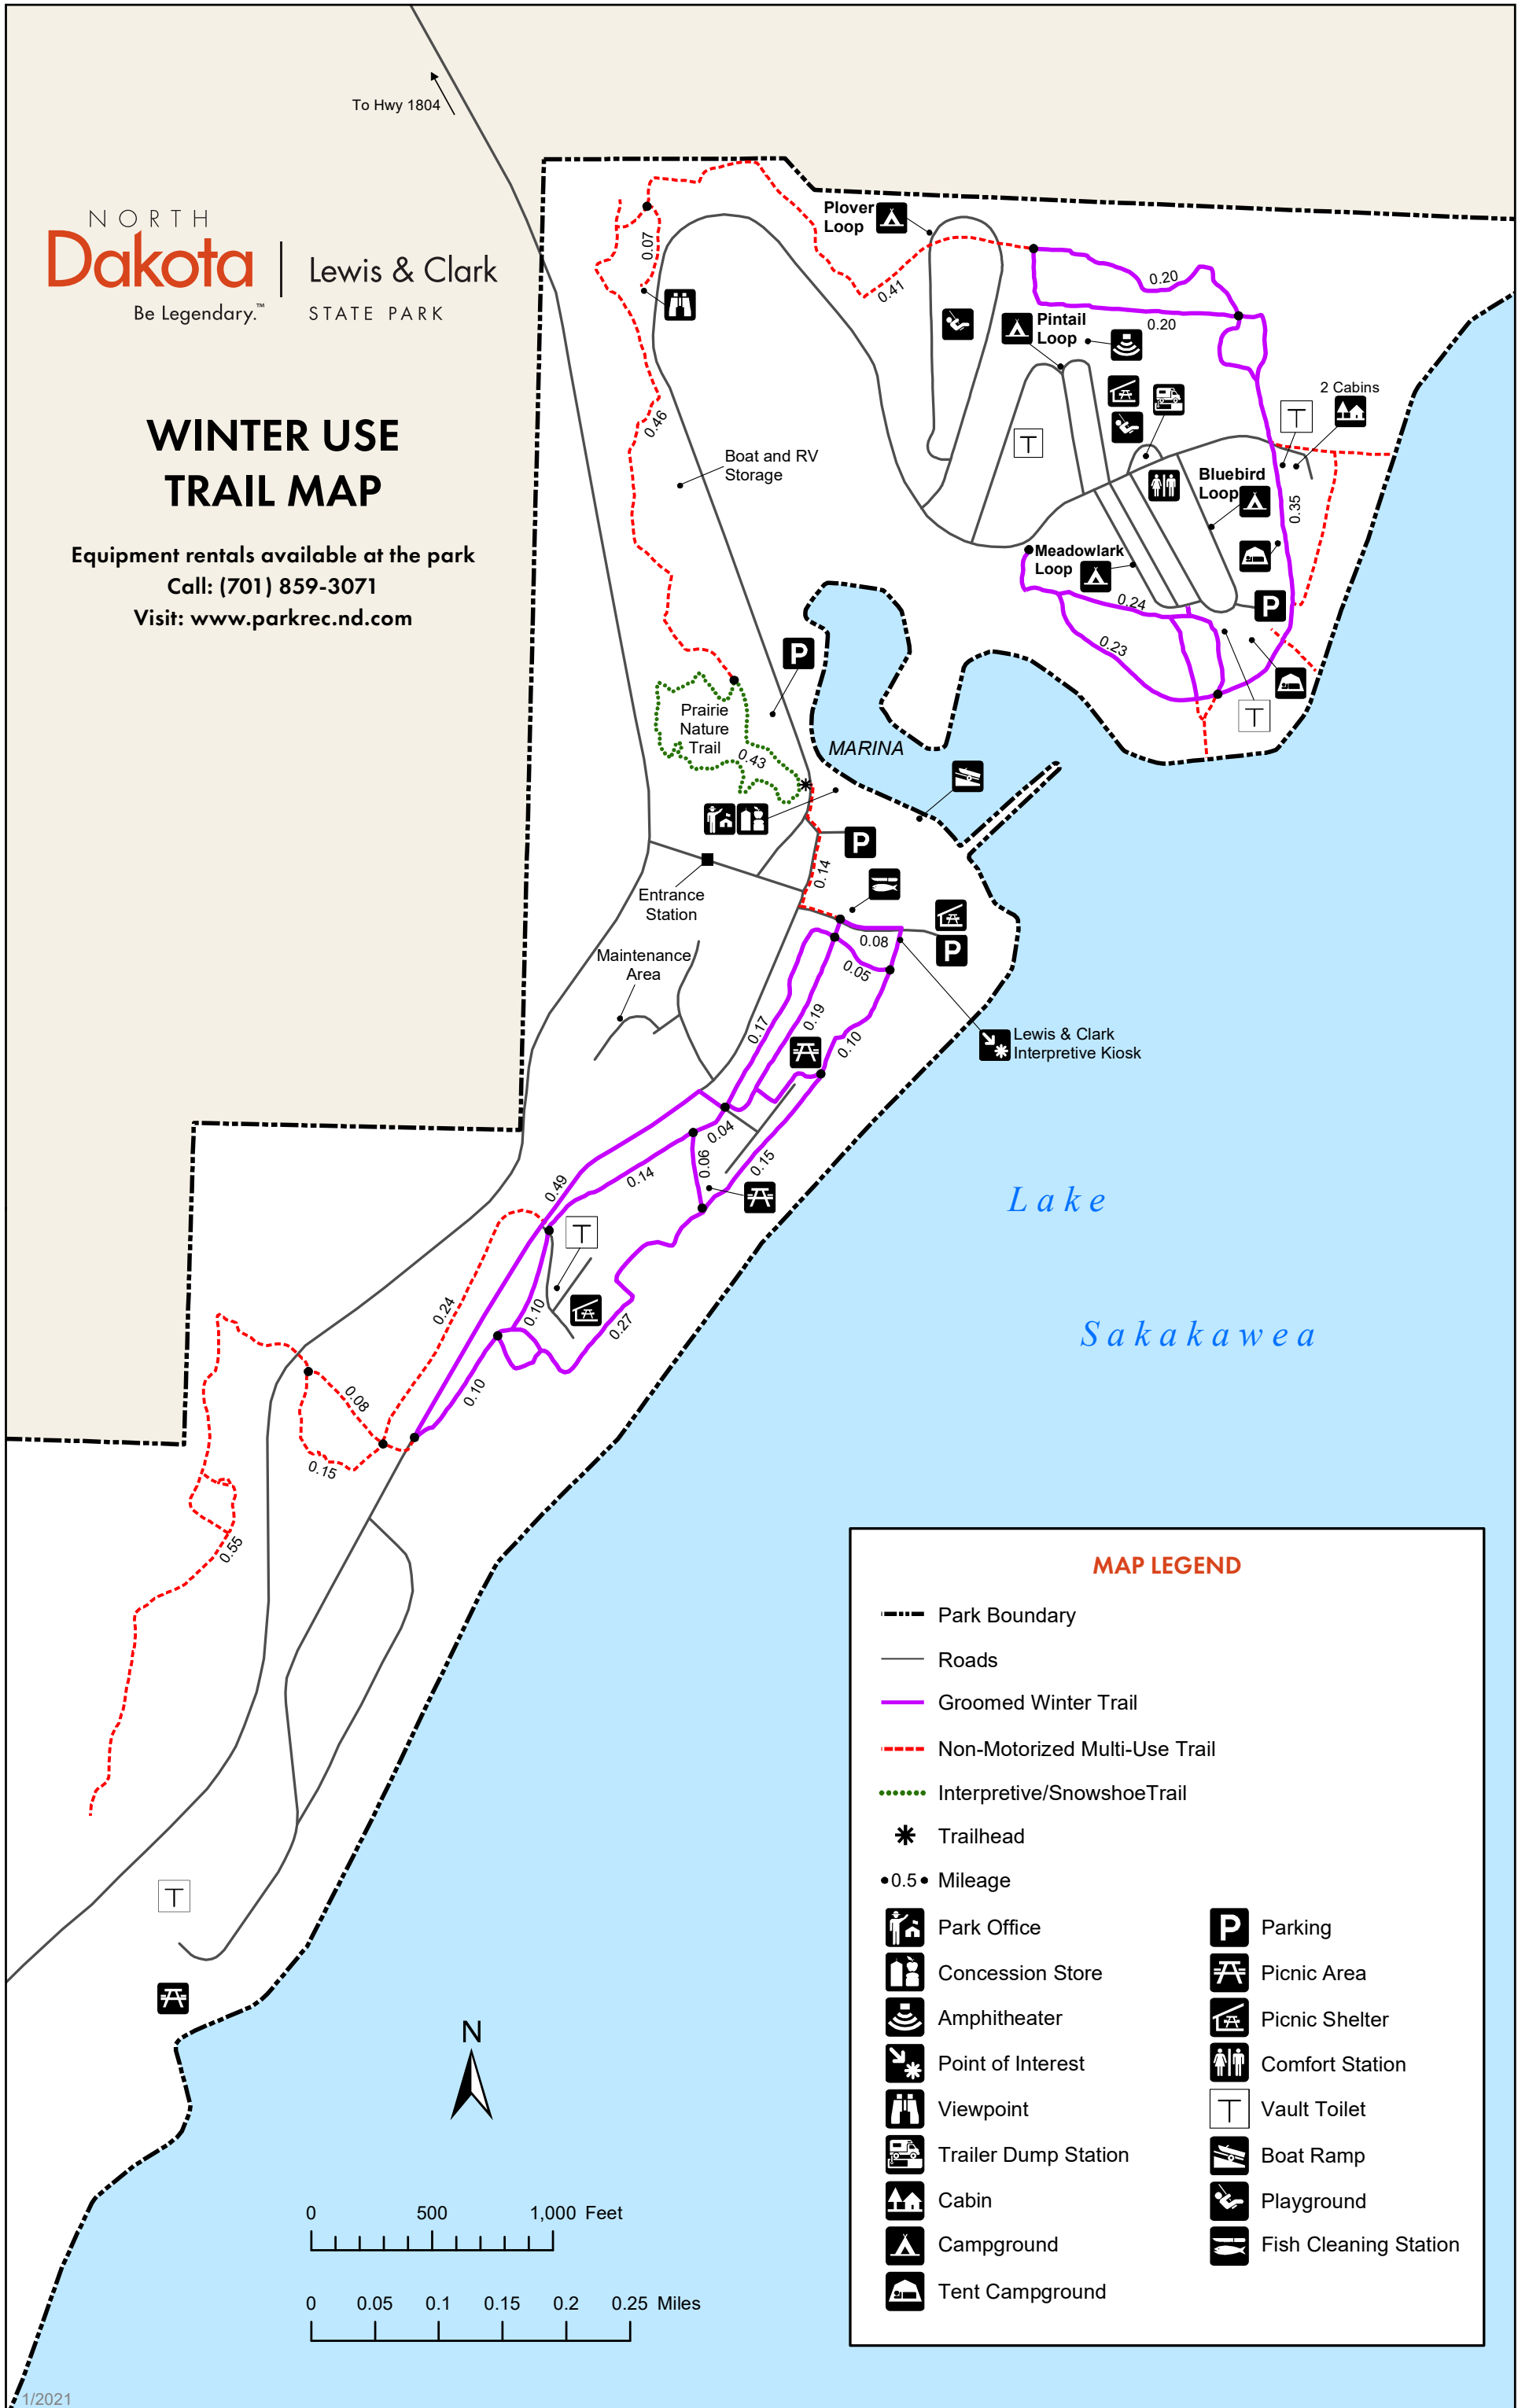 To Hwy 1804
NORTH
Dakota
Be Legendary.™
Lewis & Clark
STATE PARK
WINTER USE
TRAIL MAP
Equipment rentals available at the park
Call: (701) 859-3071
Visit: www.parkrec.nd.com
Plover
Loop
0.07
0.41
0.20
0.20
Pintail
Loop
2 Cabins
T
T
0.46
Boat and RV
Storage
Bluebird
Loop
0.35
Meadowlark
Loop
0.24
P
0.23
T
P
Prairie
Nature
Trail
0.43
MARINA
P
0.14
Entrance
Station
0.08
P
Maintenance
Area
0.05
0.17
0.19
0.10
Lewis & Clark
Interpretive Kiosk
0.04
0.06
0.15
0.14
0.49
T
0.10
0.27
0.24
0.10
0.08
0.15
0.55
T
Lake
Sakakawea
MAP LEGEND
Park Boundary
Roads
Groomed Winter Trail
Non-Motorized Multi-Use Trail
Interpretive/SnowshoeTrail
Trailhead
0.5 Mileage
Park Office
Concession Store
Amphitheater
Point of Interest
Viewpoint
Trailer Dump Station
Cabin
Campground
Tent Campground
P Parking
Picnic Area
Picnic Shelter
Comfort Station
T Vault Toilet
Boat Ramp
Playground
Fish Cleaning Station
N
0 500 1,000 Feet
0 0.05 0.1 0.15 0.2 0.25 Miles
1/2021